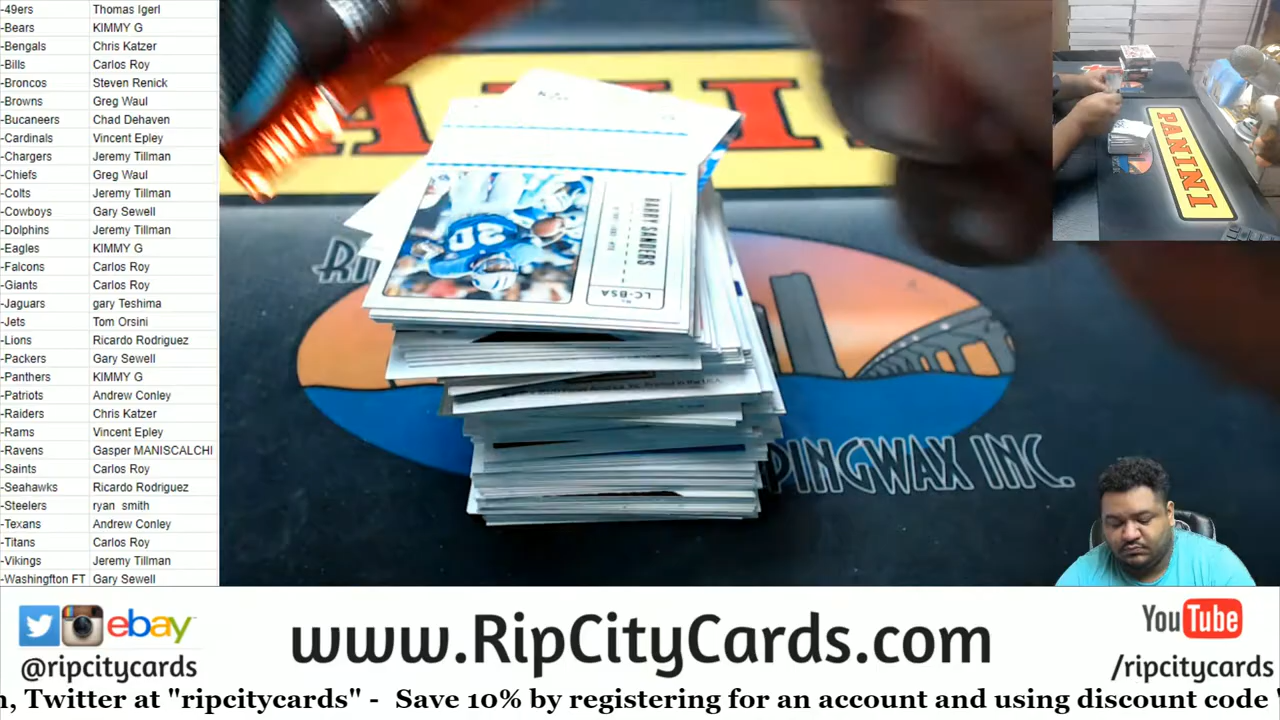 -49ers Thomas Igerl
-Bears KIMMY G
-Bengals Chris Katzer
-Bills Carlos Roy
-Broncos Steven Renick
-Browns Greg Waul
-Bucaneers Chad Dehaven
-Cardinals Vincent Epley
-Chargers Jeremy Tillman
-Chiefs Greg Waul
-Colts Jeremy Tillman
-Cowboys Gary Sewell
-Dolphins Jeremy Tillman
-Eagles KIMMY G
-Falcons Carlos Roy
-Giants Carlos Roy
-Jaguars gary Teshima
-Jets Tom Orsini
-Lions Ricardo Rodriguez
-Packers Gary Sewell
-Panthers KIMMY G
-Patriots Andrew Conley
-Raiders Chris Katzer
-Rams Vincent Epley
-Ravens Gasper MANISCALCHI
-Saints Carlos Roy
-Seahawks Ricardo Rodriguez
-Steelers ryan smith
-Texans Andrew Conley
-Titans Carlos Roy
-Vikings Jeremy Tillman
-Washingfton FT Gary Sewell
PANINI
BARRY SANDERS
LC-BSA
20
RI
PINGWAX INC.
PANINI
ebay
@ripcitycards
www.RipCityCards.com
YouTube
/ripcitycards
n, Twitter at "ripcitycards" - Save 10% by registering for an account and using discount code "